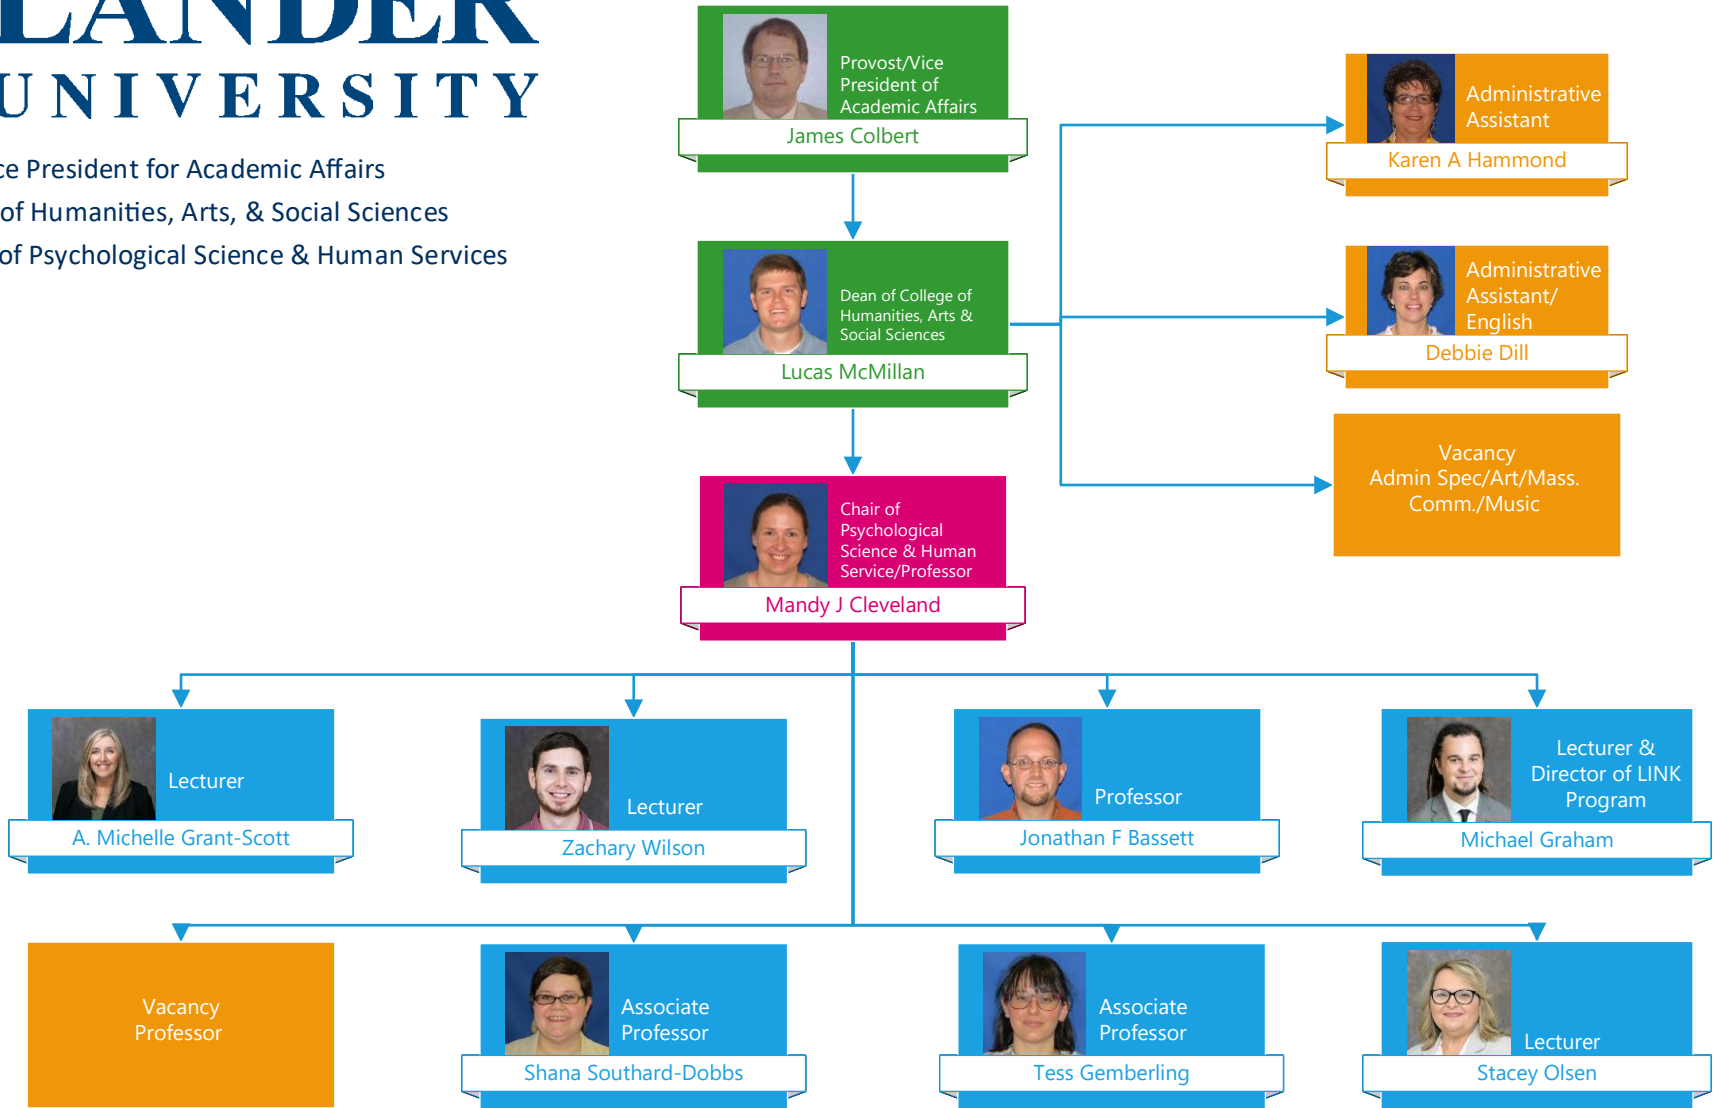 LANDER
UNIVERSITY
ce President for Academic Affairs
of Humanities, Arts, & Social Sciences
of Psychological Science & Human Services
Provost/Vice
President of
Academic Affairs
James Colbert
Administrative
Assistant
Karen A Hammond
Dean of College of
Humanities, Arts &
Social Sciences
Lucas McMillan
Administrative
Assistant/
English
Debbie Dill
Vacancy
Admin Spec/Art/Mass.
Comm./Music
Chair of
Psychological
Science & Human
Service/Professor
Mandy J Cleveland
Lecturer
A. Michelle Grant-Scott
Lecturer
Zachary Wilson
Professor
Jonathan F Bassett
Lecturer &
Director of LINK
Program
Michael Graham
Vacancy
Professor
Associate
Professor
Shana Southard-Dobbs
Associate
Professor
Tess Gemberling
Lecturer
Stacey Olsen